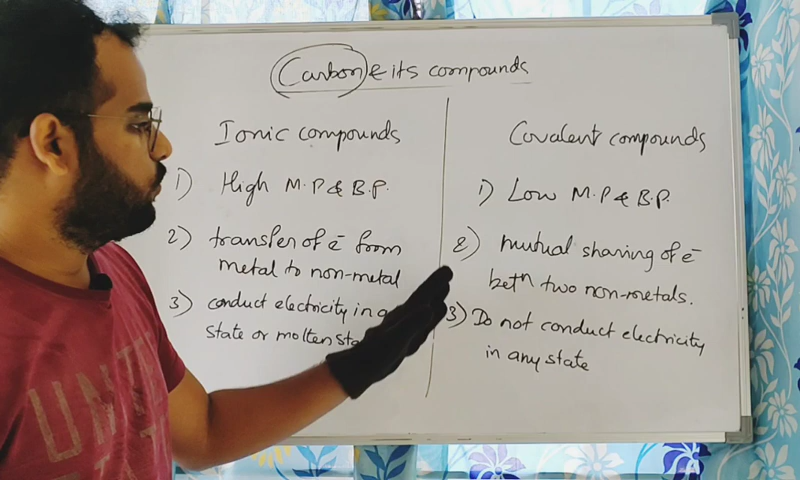 Carbon & its compounds
Ionic compounds
1) High M.P & B.P.
2) transfer of e- from
metal to non-metal
3) conduct electricity in
state or molten
Covalent compounds
1) Low M.P & B.P.
2) mutual sharing of e-
betn two non-metals.
3) Do not conduct electricity
in any state